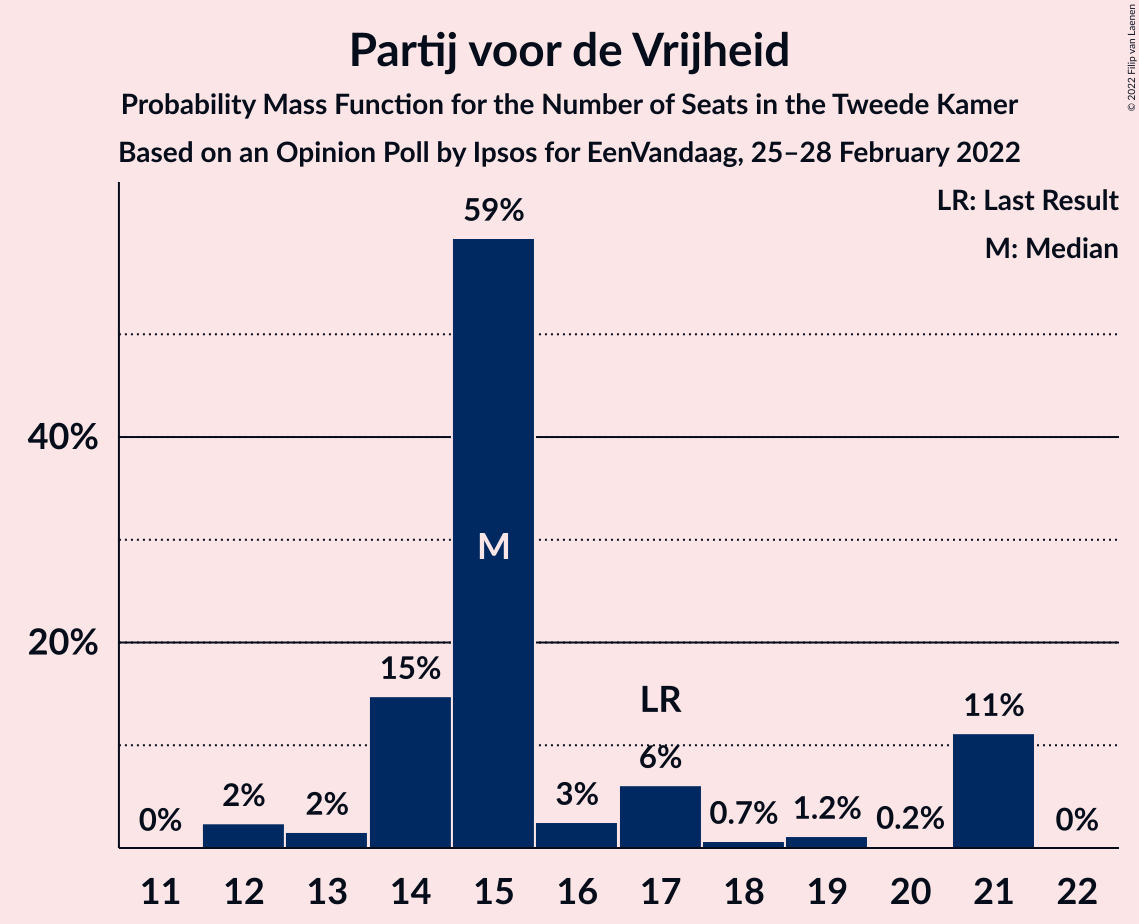 Partij voor de Vrijheid
Probability Mass Function for the Number of Seats in the Tweede Kamer
Based on an Opinion Poll by Ipsos for EenVandaag, 25–28 February 2022
© 2022 Filip van Laenen
LR: Last Result
M: Median
59%
40%
M
20%
15%
LR
11%
6%
2%
2%
3%
0.7%
1.2%
0.2%
0%
0%
11 12 13 14 15 16 17 18 19 20 21 22